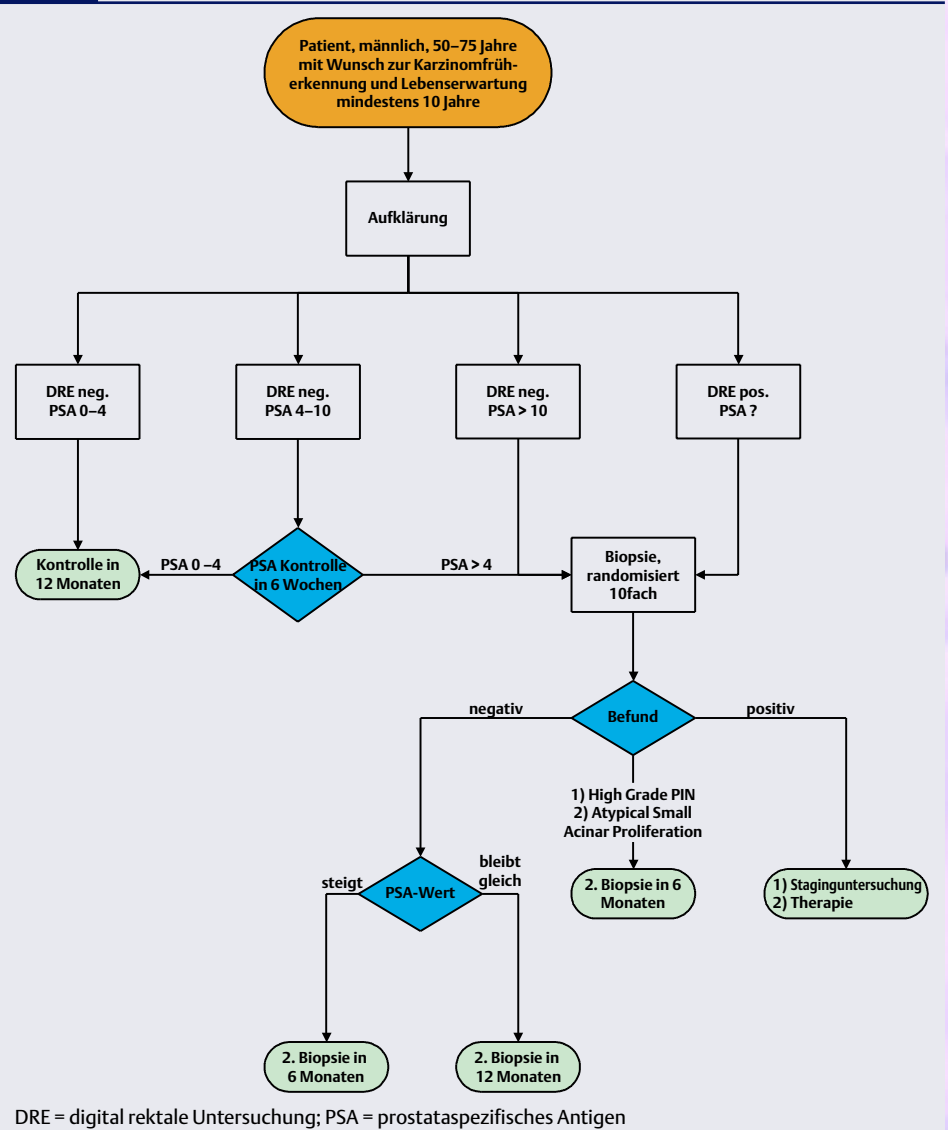 Patient, männlich, 50–75 Jahre
mit Wunsch zur Karzinomfrüh-
erkennung und Lebenserwartung
mindestens 10 Jahre
Aufklärung
DRE neg.
PSA 0–4
DRE neg.
PSA 4–10
DRE neg.
PSA > 10
DRE pos.
PSA ?
Kontrolle in
12 Monaten
PSA 0 –4
PSA Kontrolle
in 6 Wochen
PSA > 4
Biopsie,
randomisiert
10fach
negativ
Befund
positiv
1) High Grade PIN
2) Atypical Small
Acinar Proliferation
steigt
PSA-Wert
bleibt
gleich
2. Biopsie in 6
Monaten
1) Staginguntersuchung
2) Therapie
2. Biopsie in
6 Monaten
2. Biopsie in
12 Monaten
DRE = digital rektale Untersuchung; PSA = prostataspezifisches Antigen